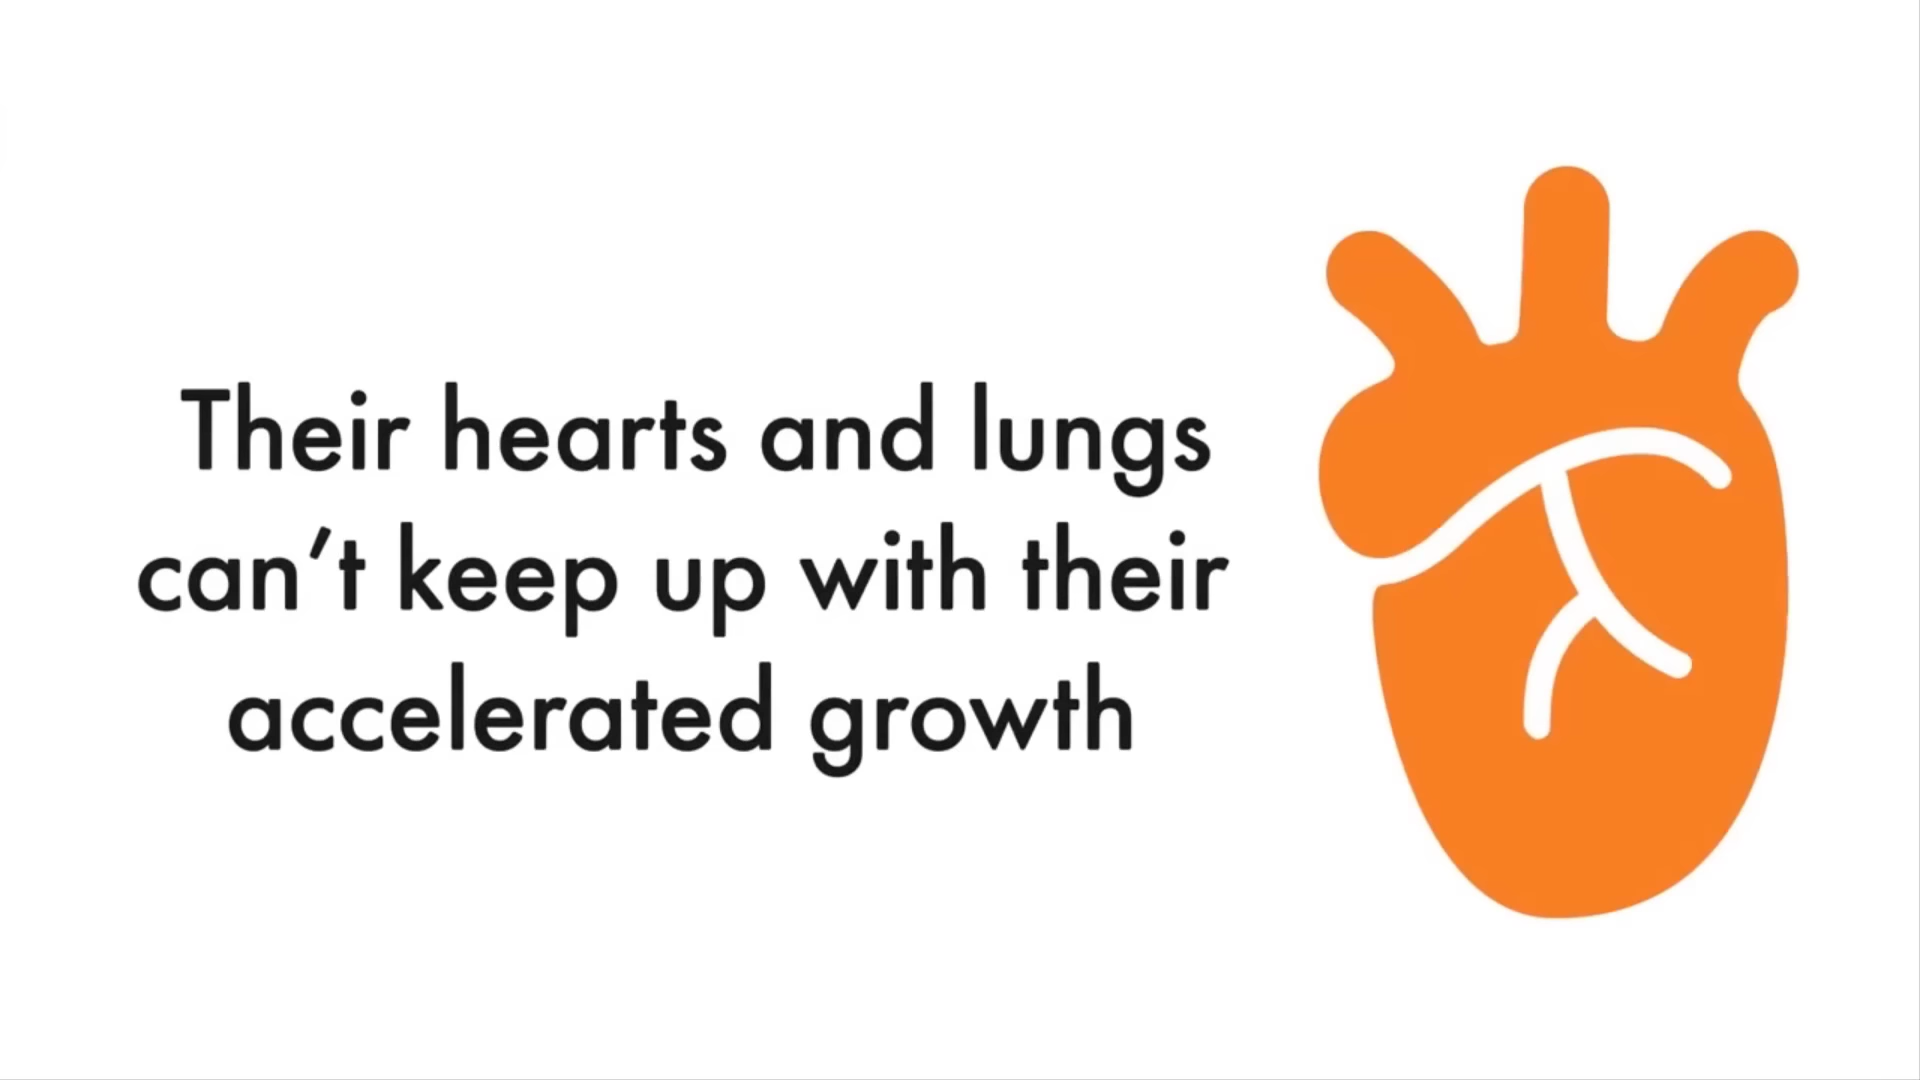 Their hearts and lungs
can’t keep up with their
accelerated growth